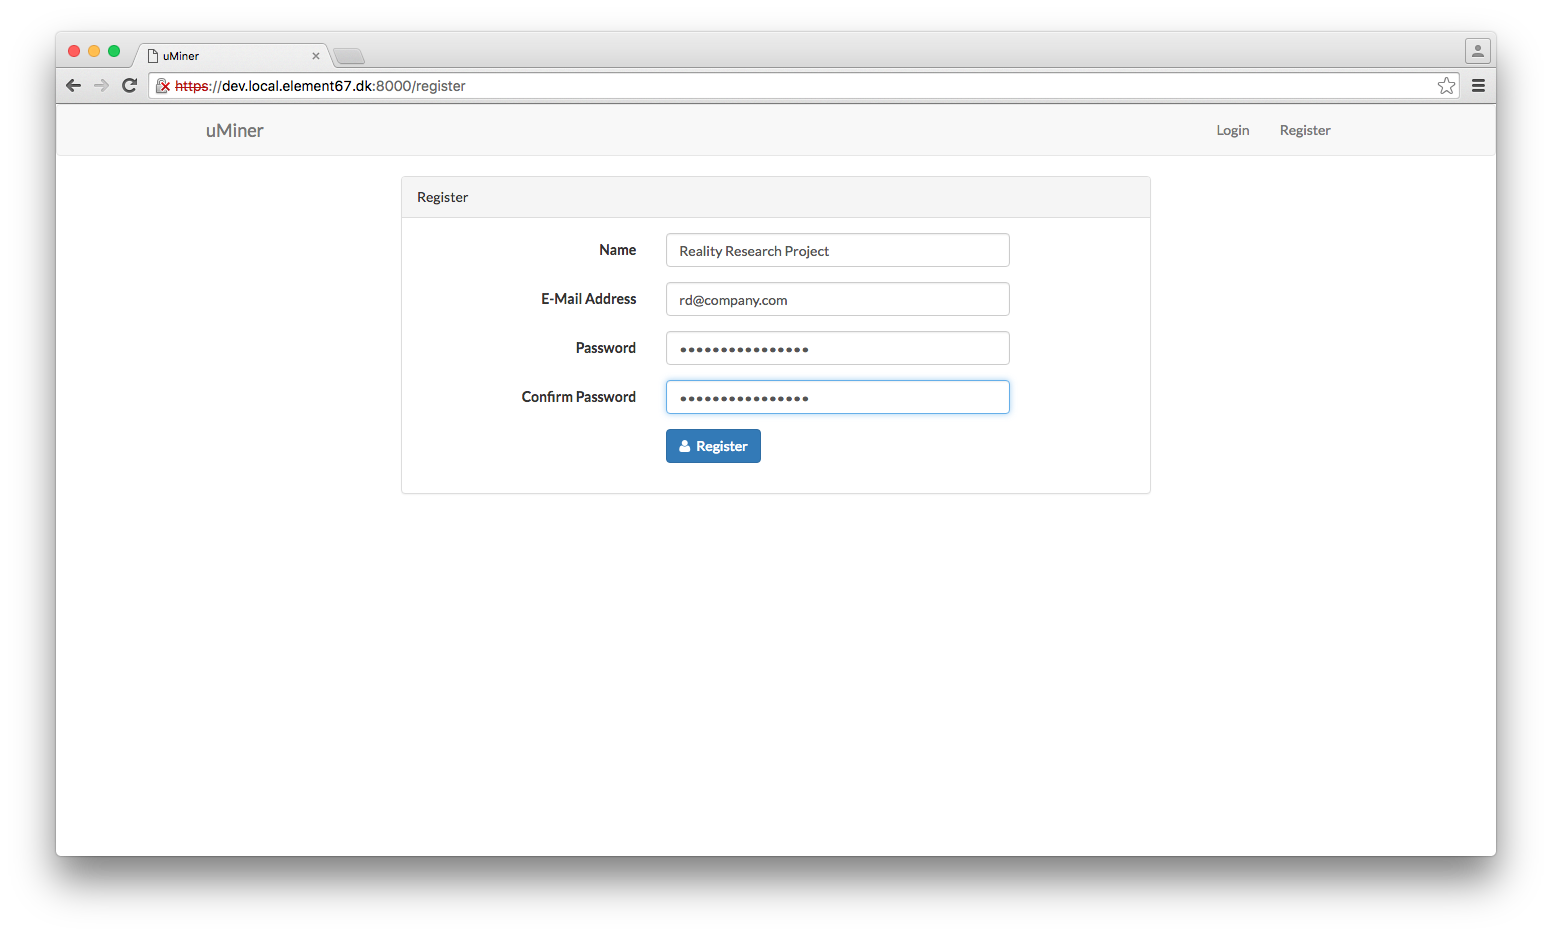 uMiner
https://dev.local.element67.dk:8000/register
uMiner Login Register
Register
Name Reality Research Project
E-Mail Address rd@company.com
Password ••••••••••••••••
Confirm Password ••••••••••••••••
Register